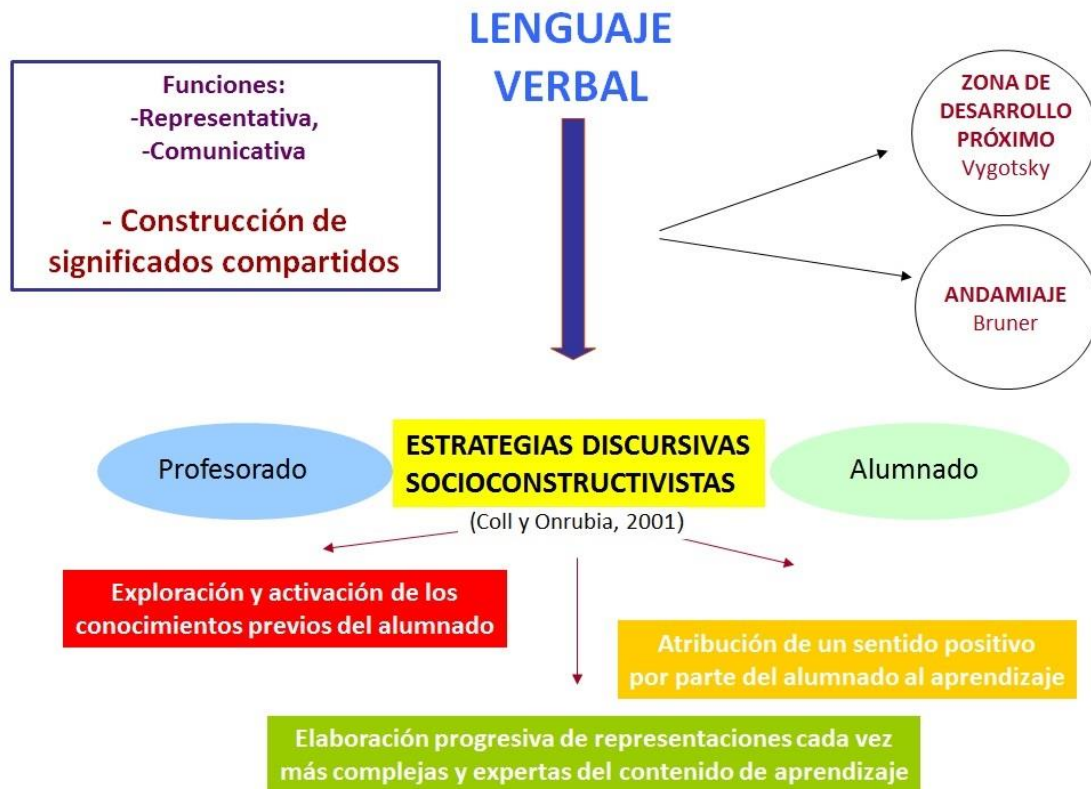 LENGUAJE
VERBAL
Funciones:
-Representativa,
-Comunicativa
- Construcción de
significados compartidos
ZONA DE
DESARROLLO
PRÓXIMO
Vygotsky
ANDAMIAJE
Bruner
Profesorado
ESTRATEGIAS DISCURSIVAS
SOCIOCONSTRUCTIVISTAS
(Coll y Onrubia, 2001)
Alumnado
Exploración y activación de los
conocimientos previos del alumnado
Atribución de un sentido positivo
por parte del alumnado al aprendizaje
Elaboración progresiva de representaciones cada vez
más complejas y expertas del contenido de aprendizaje